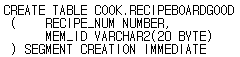 CREATE TABLE COOK.RECIPEBOARDGOOD
( RECIPE_NUM NUMBER,
MEM_ID VARCHAR2(20 BYTE)
) SEGMENT CREATION IMMEDIATE